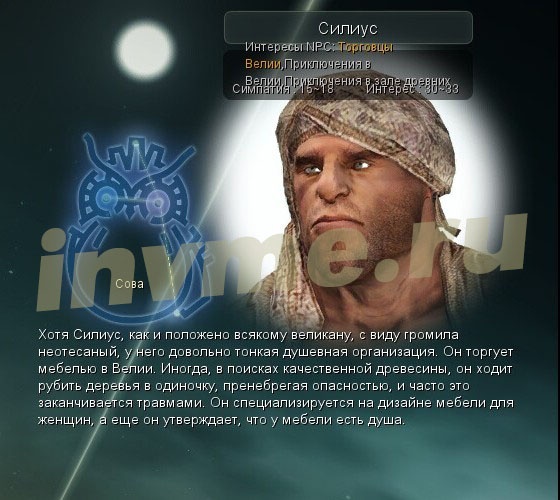 Силиус
Интересы NPC: Торговцы
Велии,Приключения в
Велии,Приключения в зале древних
Симпатия : 15~18 Интерес : 30~33
invme.ru
Сова
Хотя Силиус, как и положено всякому великану, с виду громила
неотесаный, у него довольно тонкая душевная организация. Он торгует
мебелью в Велии. Иногда, в поисках качественной древесины, он ходит
рубить деревья в одиночку, пренебрегая опасностью, и часто это
заканчивается травмами. Он специализируется на дизайне мебели для
женщин, а еще он утверждает, что у мебели есть душа.